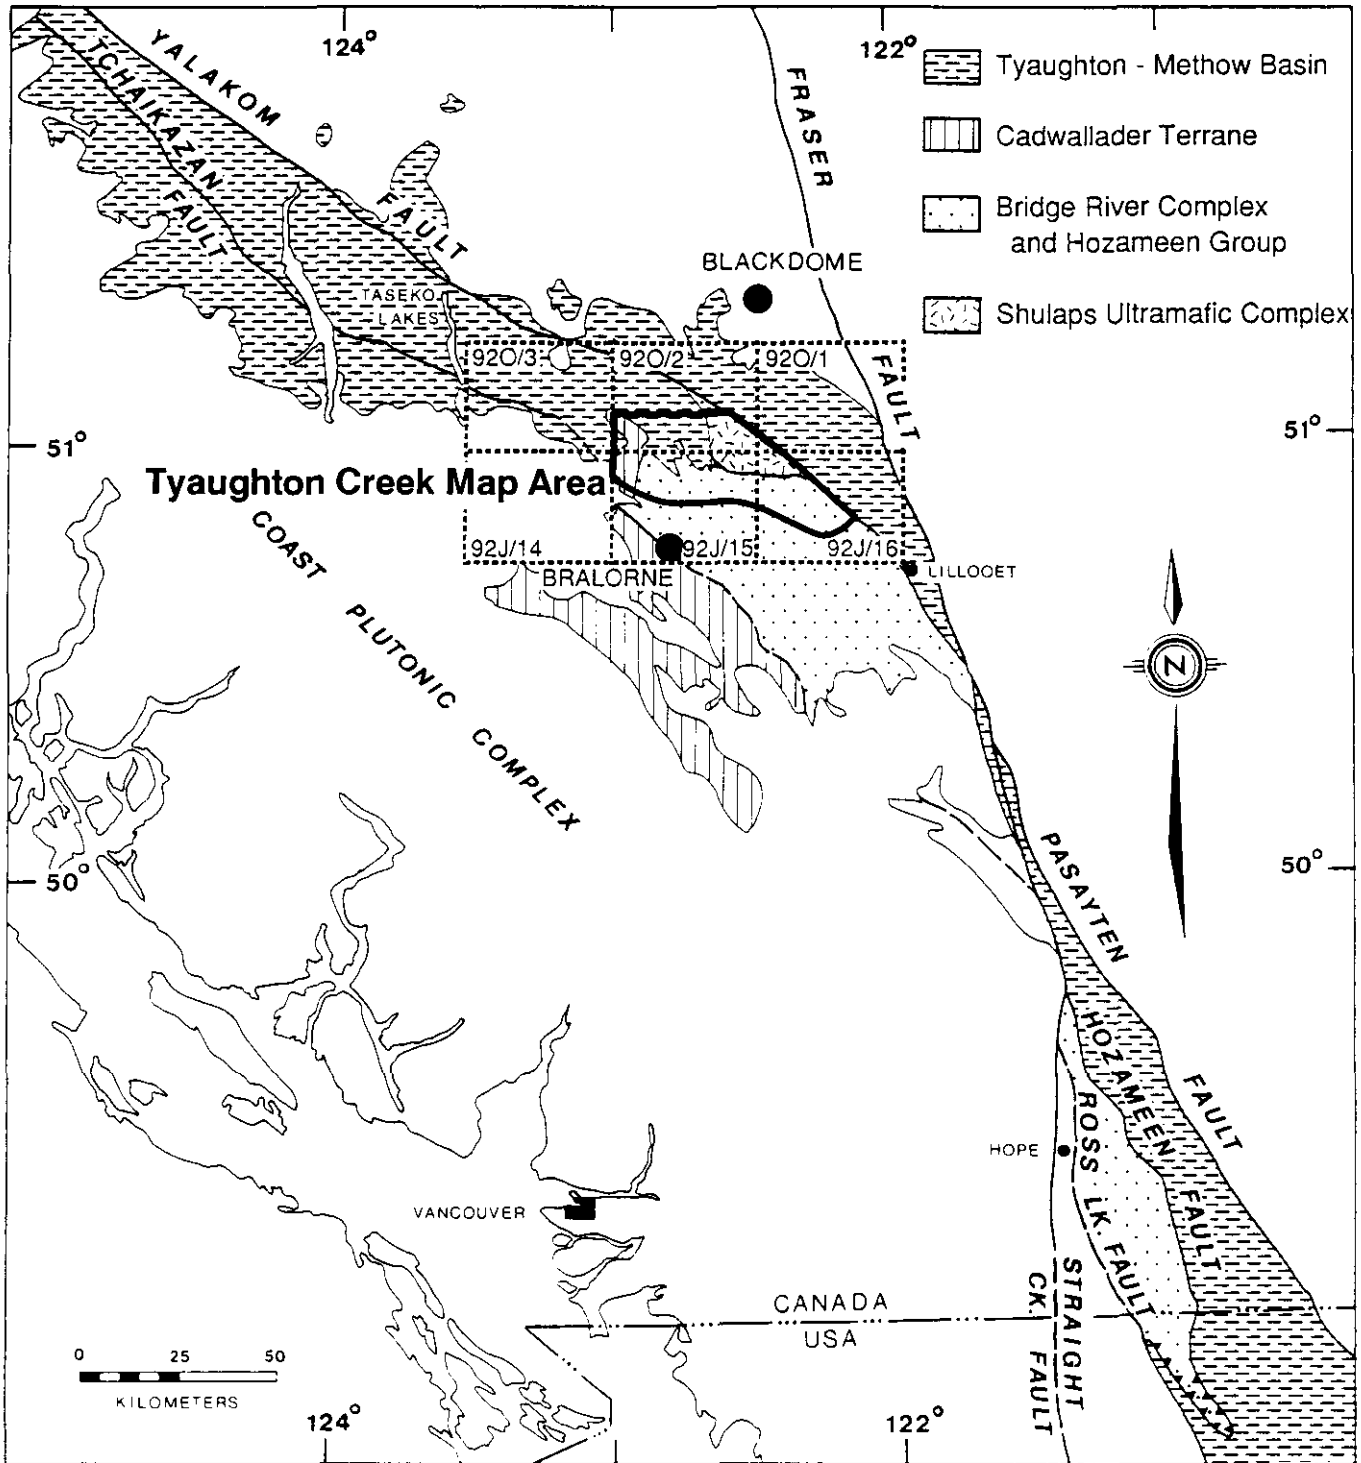 124°
122°
YALAKOM
FAULT
TCHAIKAZAN
FAULT
FRASER
FAULT
Tyaughton - Methow Basin
Cadwallader Terrane
Bridge River Complex
and Hozameen Group
Shulaps Ultramafic Complex
BLACKDOME
TASEKO
LAKES
92O/3
92O/2
92O/1
51°
51°
Tyaughton Creek Map Area
92J/14
92J/15
92J/16
BRALORNE
LILLOOET
COAST PLUTONIC COMPLEX
N
50°
50°
PASAYTEN
FAULT
HOZAMEEN
FAULT
ROSS LK. FAULT
HOPE
VANCOUVER
STRAIGHT
CK. FAULT
CANADA
USA
0 25 50
KILOMETERS
124°
122°